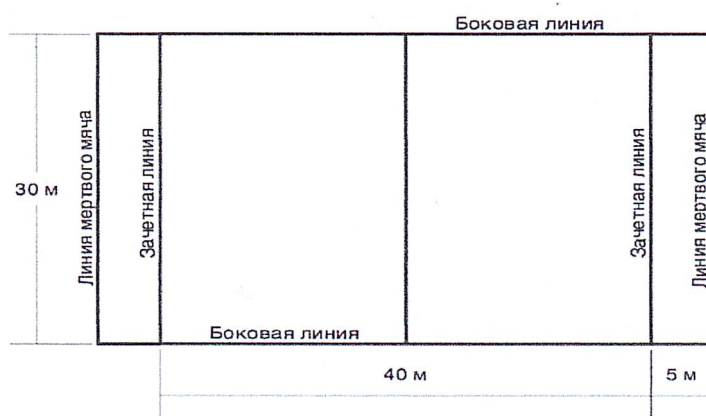 Боковая линия
Линия мертвого мяча
Зачетная линия
Зачетная линия
Линия мертвого мяча
30 м
Боковая линия
40 м
5 м